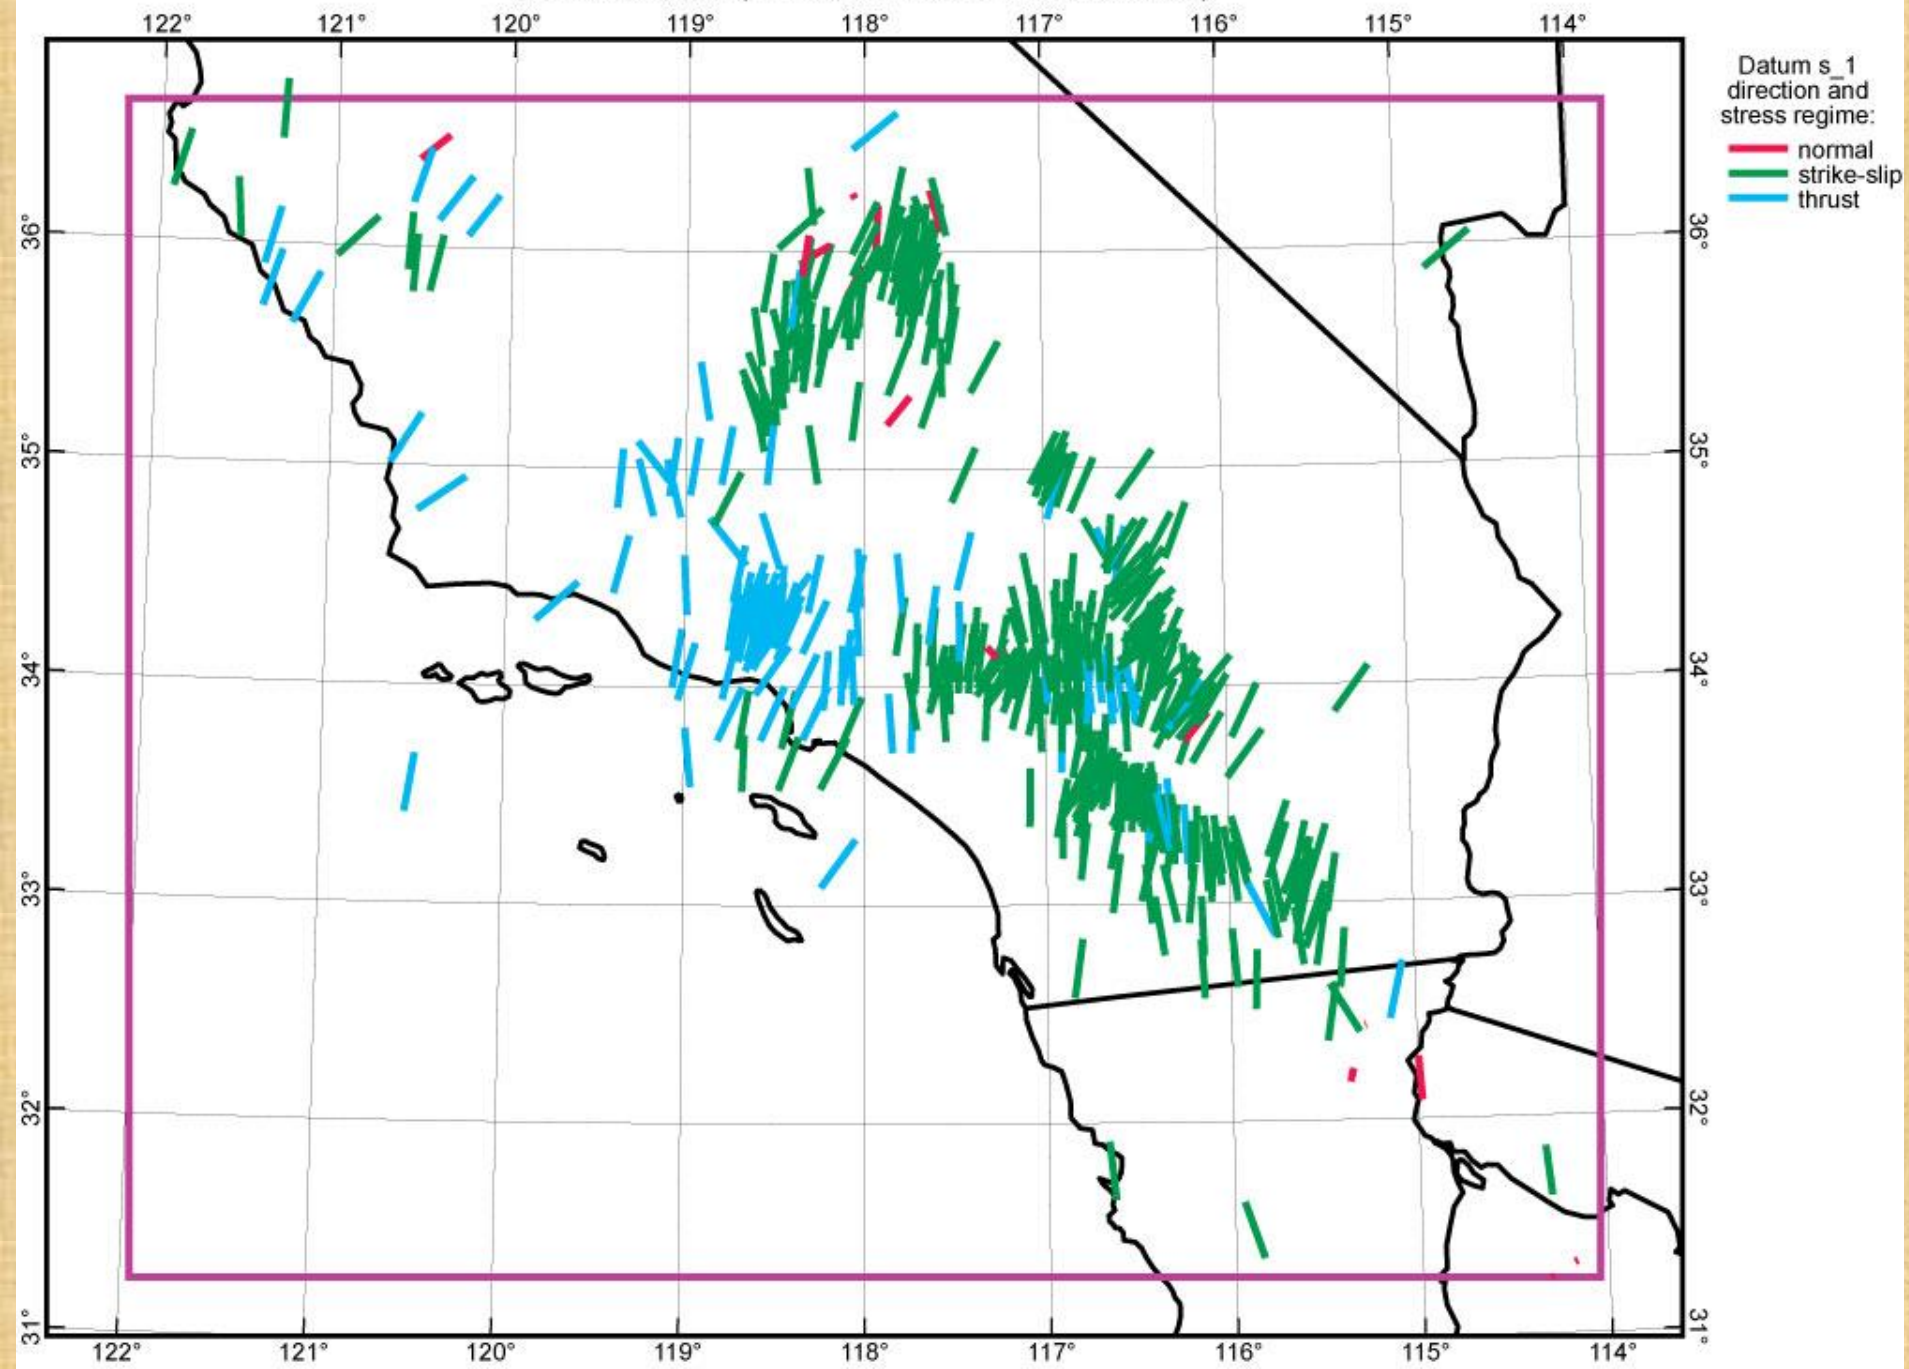 122° 121° 120° 119° 118° 117° 116° 115° 114°
Datum s_1
direction and
stress regime:
normal
strike-slip
thrust
36° 36°
35° 35°
34° 34°
33° 33°
32° 32°
31° 31°
122° 121° 120° 119° 118° 117° 116° 115° 114°